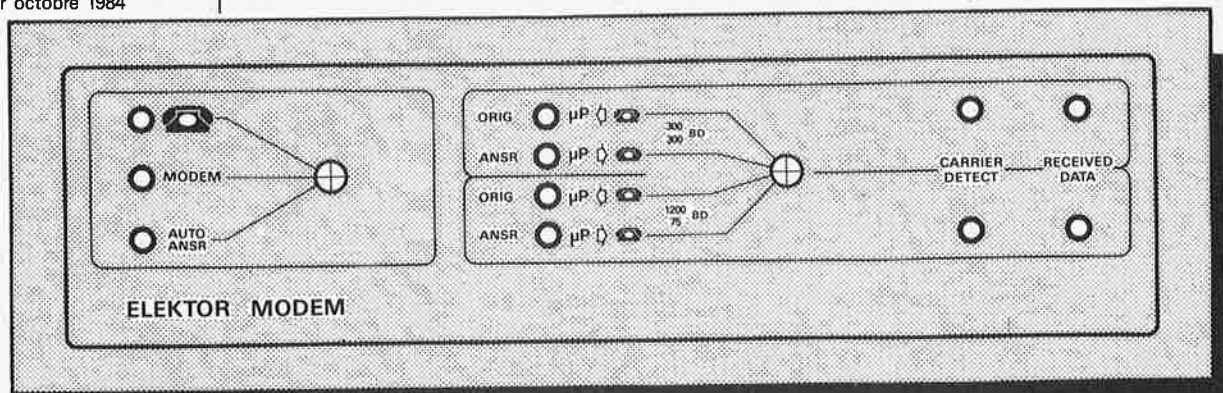 octobre 1984
MODEM
AUTO
ANSR
ORIG µP
300
300 BD
ANSR µP
ORIG µP
1200
75 BD
ANSR µP
CARRIER
DETECT
RECEIVED
DATA
ELEKTOR MODEM